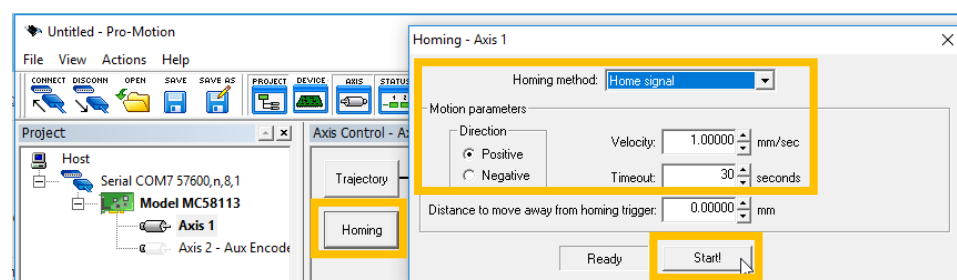 Untitled - Pro-Motion
File View Actions Help
CONNECT DISCONN OPEN SAVE SAVE AS PROJECT DEVICE AXIS STATUS
Project
Host
Serial COM7 57600,n,8,1
Model MC58113
Axis 1
Axis 2 - Aux Encode
Axis Control - A
Trajectory
Homing
Homing - Axis 1
Homing method: Home signal
Motion parameters
Direction
Positive
Negative
Velocity: 1.00000 mm/sec
Timeout: 30 seconds
Distance to move away from homing trigger: 0.00000 mm
Ready Start!